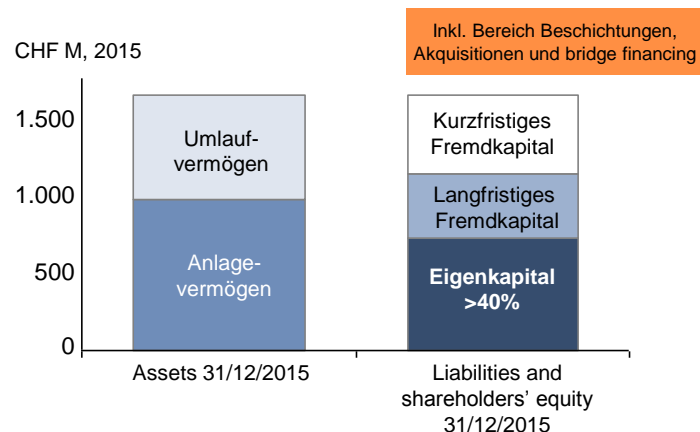 Inkl. Bereich Beschichtungen,
Akquisitionen und bridge financing
CHF M, 2015
1.500
1.000
500
0
Umlauf-
vermögen
Anlage-
vermögen
Kurzfristiges
Fremdkapital
Langfristiges
Fremdkapital
Eigenkapital
>40%
Assets 31/12/2015
Liabilities and
shareholders’ equity
31/12/2015